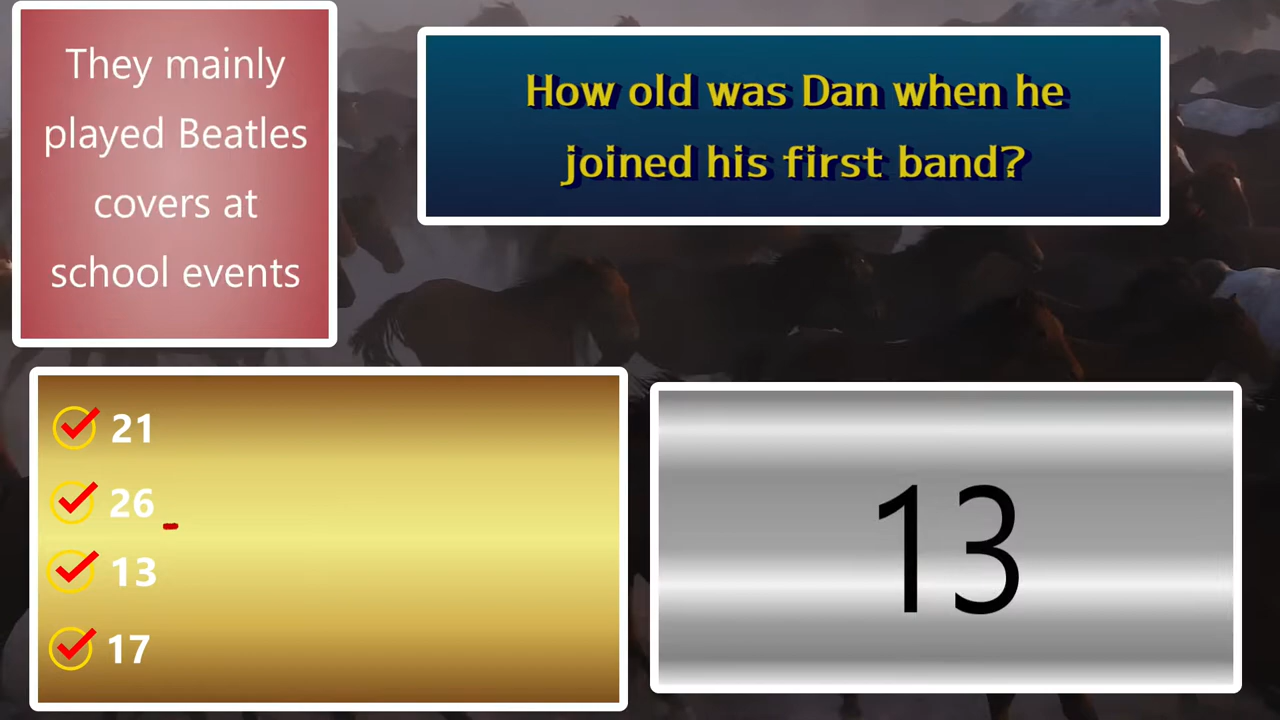 They mainly
played Beatles
covers at
school events
How old was Dan when he
joined his first band?
21
26
13
17
13